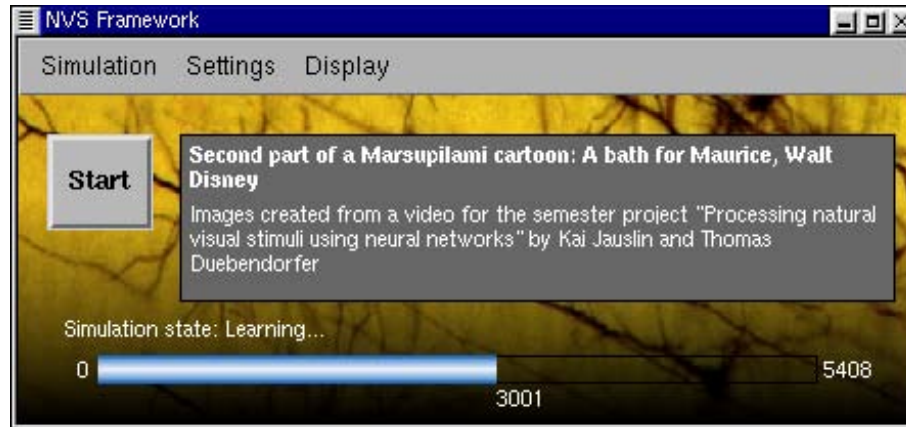 NVS Framework
Simulation Settings Display
Start
Second part of a Marsupilami cartoon: A bath for Maurice, Walt
Disney
Images created from a video for the semester project "Processing natural
visual stimuli using neural networks" by Kai Jauslin and Thomas
Duebendorfer
Simulation state: Learning...
0 5408
3001